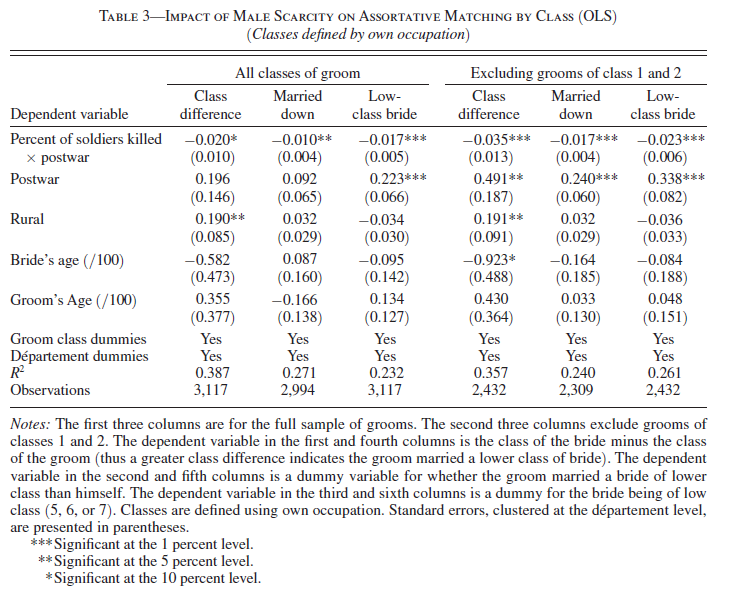 TABLE 3—IMPACT OF MALE SCARCITY ON ASSORTATIVE MATCHING BY CLASS (OLS)
(Classes defined by own occupation)
All classes of groom Excluding grooms of class 1 and 2
Class Married Low- Class Married Low-
Dependent variable difference down class bride difference down class bride
Percent of soldiers killed −0.020* −0.010** −0.017*** −0.035*** −0.017*** −0.023***
× postwar (0.010) (0.004) (0.005) (0.013) (0.004) (0.006)
Postwar 0.196 0.092 0.223*** 0.491** 0.240*** 0.338***
(0.146) (0.065) (0.066) (0.187) (0.060) (0.082)
Rural 0.190** 0.032 −0.034 0.191** 0.032 −0.036
(0.085) (0.029) (0.030) (0.091) (0.029) (0.033)
Bride's age (/100) −0.582 0.087 −0.095 −0.923* −0.164 −0.084
(0.473) (0.160) (0.142) (0.488) (0.185) (0.188)
Groom's Age (/100) 0.355 −0.166 0.134 0.430 0.033 0.048
(0.377) (0.138) (0.127) (0.364) (0.130) (0.151)
Groom class dummies Yes Yes Yes Yes Yes Yes
Département dummies Yes Yes Yes Yes Yes Yes
R² 0.387 0.271 0.232 0.357 0.240 0.261
Observations 3,117 2,994 3,117 2,432 2,309 2,432
Notes: The first three columns are for the full sample of grooms. The second three columns exclude grooms of
classes 1 and 2. The dependent variable in the first and fourth columns is the class of the bride minus the class
of the groom (thus a greater class difference indicates the groom married a lower class of bride). The dependent
variable in the second and fifth columns is a dummy variable for whether the groom married a bride of lower
class than himself. The dependent variable in the third and sixth columns is a dummy for the bride being of low
class (5, 6, or 7). Classes are defined using own occupation. Standard errors, clustered at the département level,
are presented in parentheses.
***Significant at the 1 percent level.
**Significant at the 5 percent level.
*Significant at the 10 percent level.